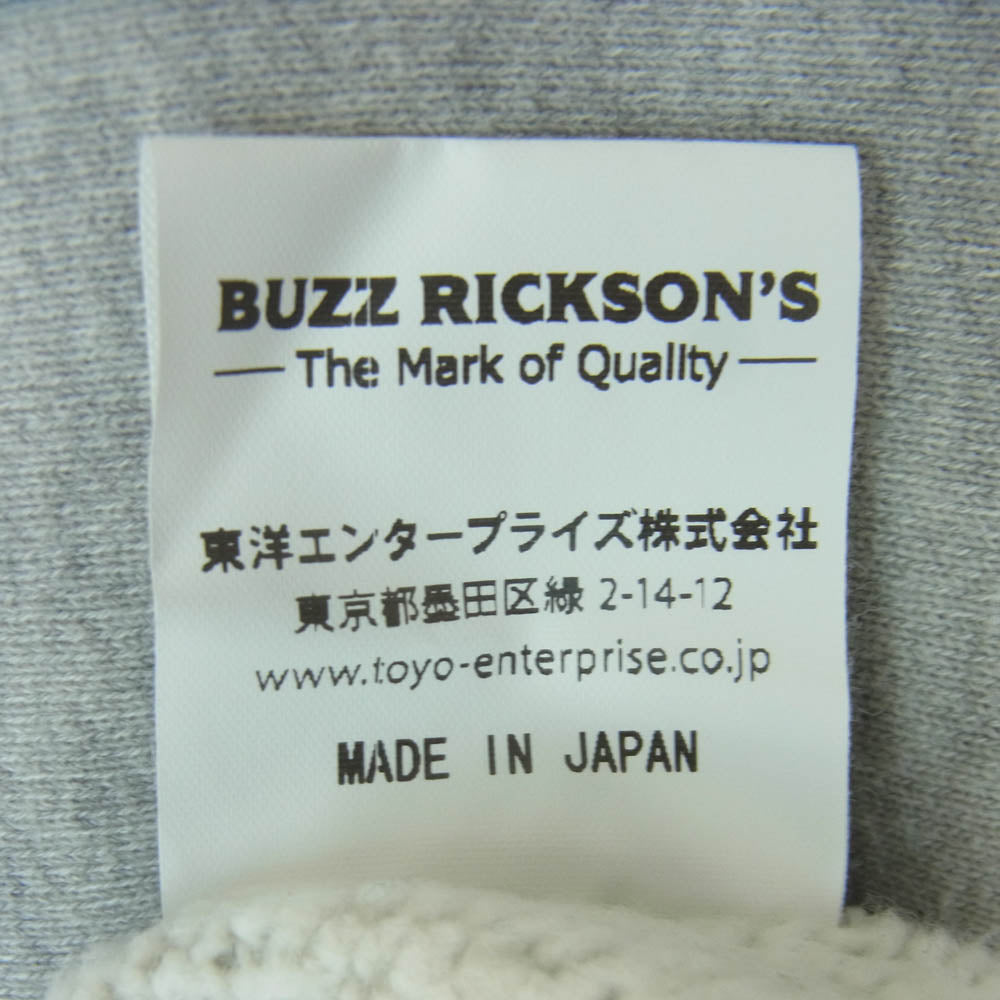 BUZZ RICKSON'S
The Mark of Quality
東洋エンタープライズ株式会社
東京都墨田区緑 2-14-12
www.toyo-enterprise.co.jp
MADE IN JAPAN